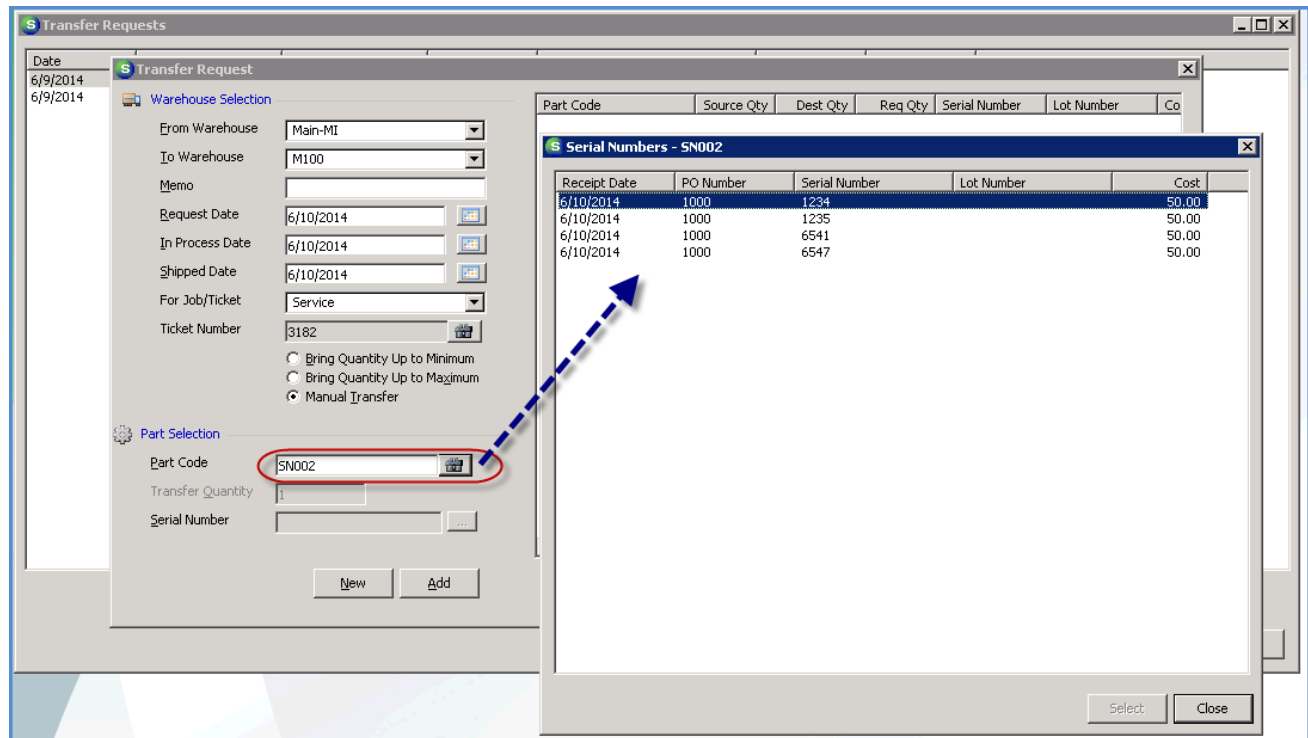 Transfer Requests
Date
6/9/2014
6/9/2014
Transfer Request
Warehouse Selection
From Warehouse Main-MI
To Warehouse M100
Memo
Request Date 6/10/2014
In Process Date 6/10/2014
Shipped Date 6/10/2014
For Job/Ticket Service
Ticket Number 3182
Bring Quantity Up to Minimum
Bring Quantity Up to Maximum
Manual Transfer
Part Selection
Part Code SN002
Transfer Quantity 1
Serial Number ...
New Add
Part Code Source Qty Dest Qty Req Qty Serial Number Lot Number Co
Serial Numbers - SN002
Receipt Date PO Number Serial Number Lot Number Cost
6/10/2014 1000 1234 50.00
6/10/2014 1000 1235 50.00
6/10/2014 1000 6541 50.00
6/10/2014 1000 6547 50.00
Select Close